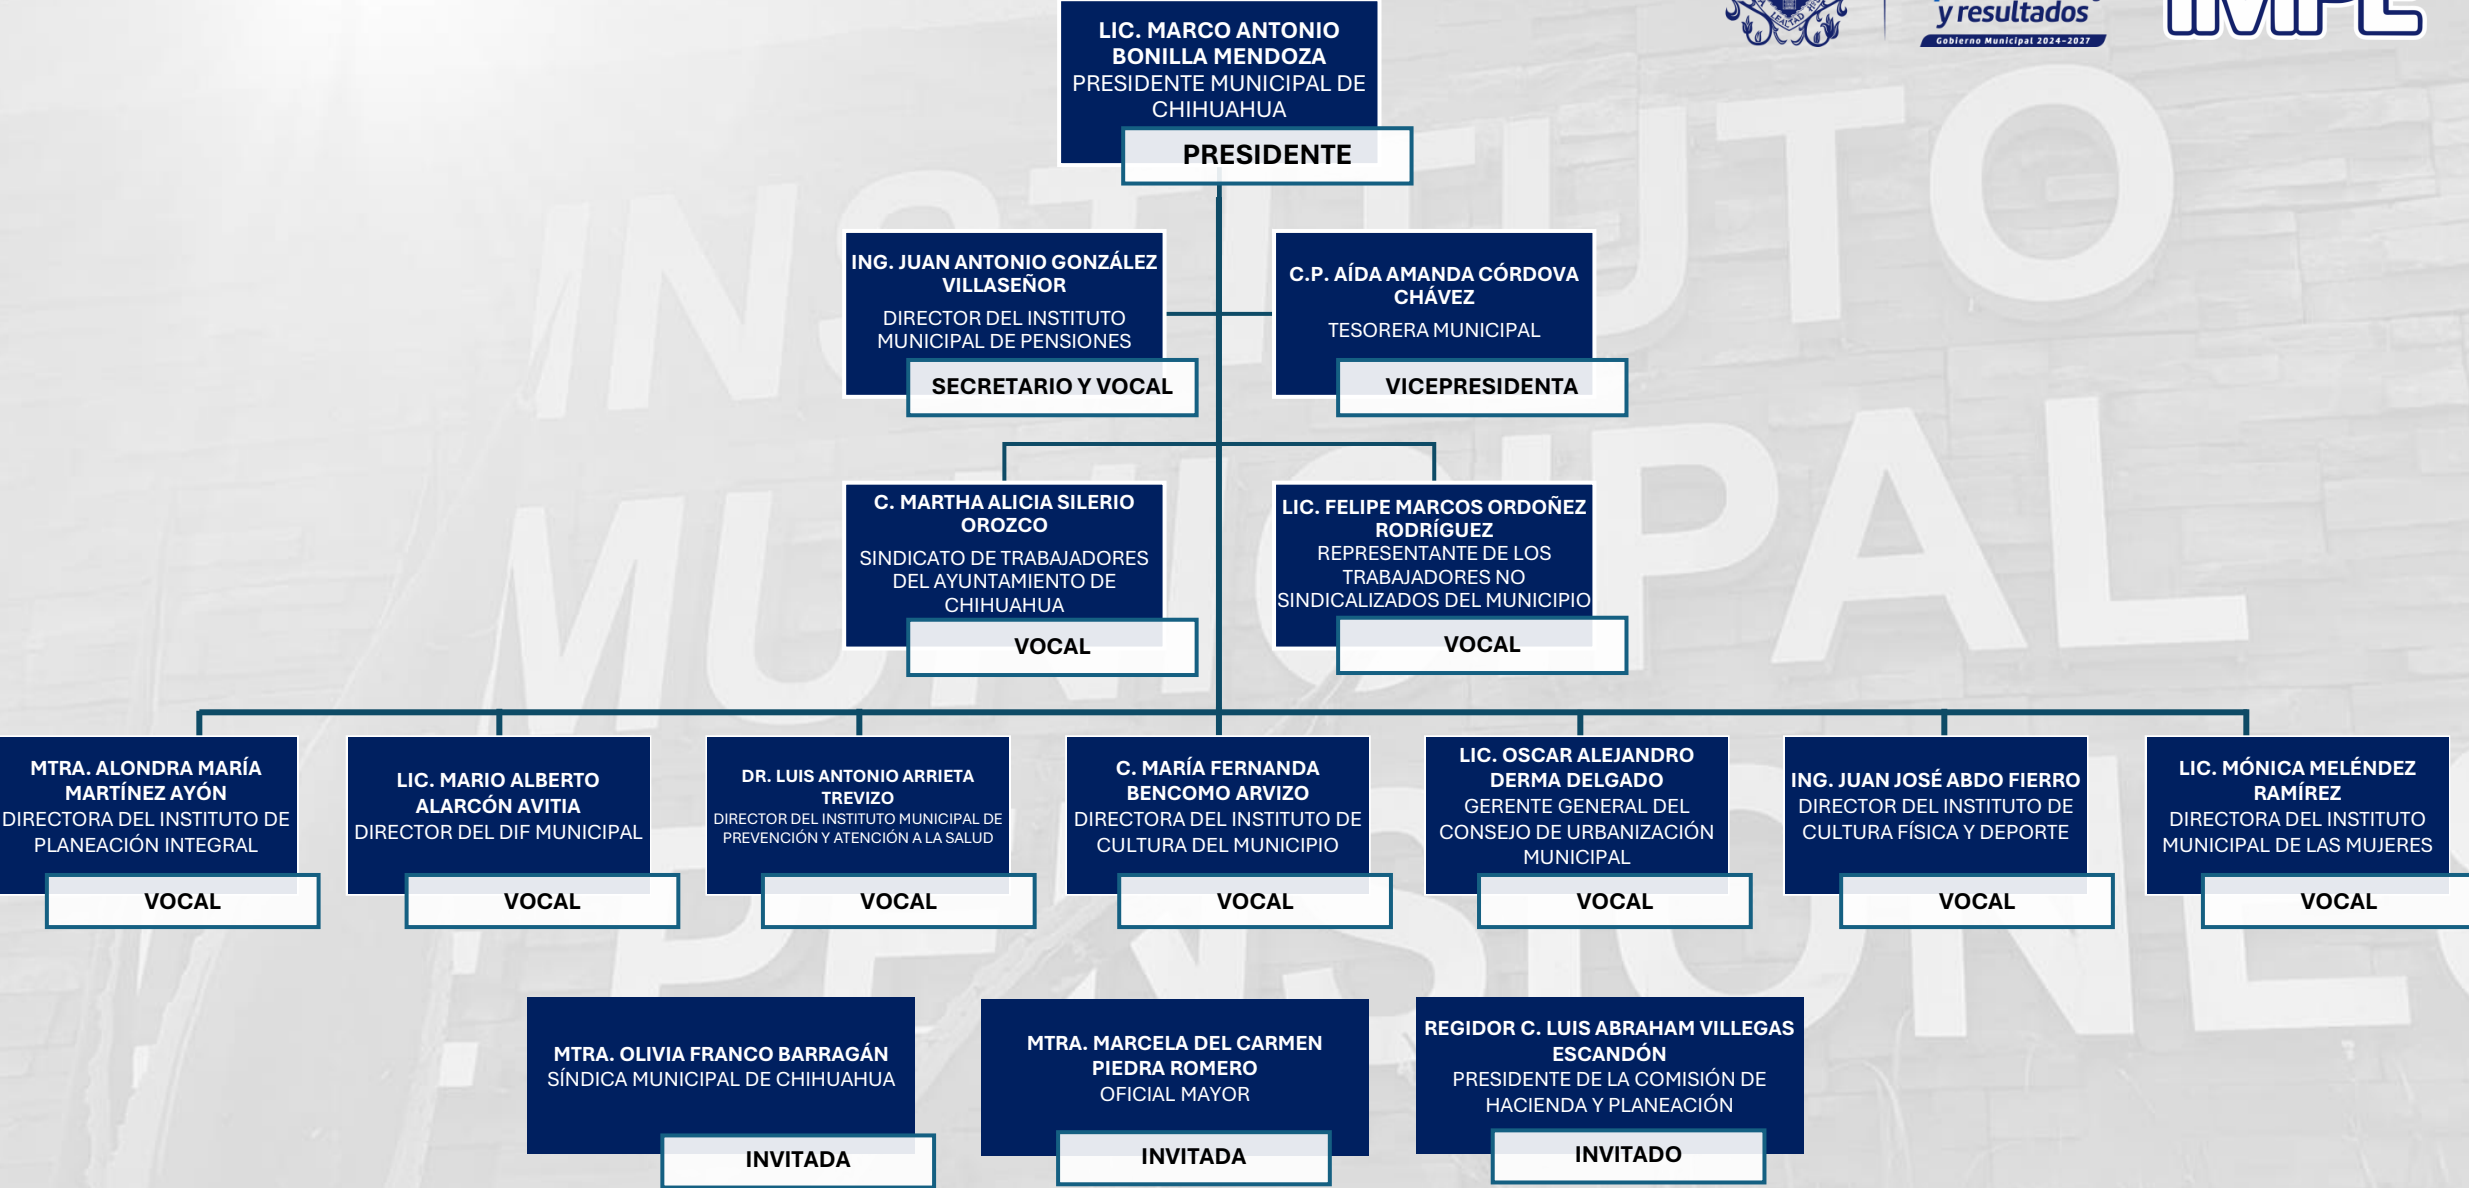 LIC. MARCO ANTONIO
BONILLA MENDOZA
PRESIDENTE MUNICIPAL DE
CHIHUAHUA
PRESIDENTE
LEALTAD
y resultados
Gobierno Municipal 2024-2027
IMPE
INSTITUTO
MUNICIPAL
PENSIONES
ING. JUAN ANTONIO GONZÁLEZ
VILLASEÑOR
DIRECTOR DEL INSTITUTO
MUNICIPAL DE PENSIONES
SECRETARIO Y VOCAL
C.P. AÍDA AMANDA CÓRDOVA
CHÁVEZ
TESORERA MUNICIPAL
VICEPRESIDENTA
C. MARTHA ALICIA SILERIO
OROZCO
SINDICATO DE TRABAJADORES
DEL AYUNTAMIENTO DE
CHIHUAHUA
VOCAL
LIC. FELIPE MARCOS ORDOÑEZ
RODRÍGUEZ
REPRESENTANTE DE LOS
TRABAJADORES NO
SINDICALIZADOS DEL MUNICIPIO
VOCAL
MTRA. ALONDRA MARÍA
MARTÍNEZ AYÓN
DIRECTORA DEL INSTITUTO DE
PLANEACIÓN INTEGRAL
VOCAL
LIC. MARIO ALBERTO
ALARCÓN AVITIA
DIRECTOR DEL DIF MUNICIPAL
VOCAL
DR. LUIS ANTONIO ARRIETA
TREVIZO
DIRECTOR DEL INSTITUTO MUNICIPAL DE
PREVENCIÓN Y ATENCIÓN A LA SALUD
VOCAL
C. MARÍA FERNANDA
BENCOMO ARVIZO
DIRECTORA DEL INSTITUTO DE
CULTURA DEL MUNICIPIO
VOCAL
LIC. OSCAR ALEJANDRO
DERMA DELGADO
GERENTE GENERAL DEL
CONSEJO DE URBANIZACIÓN
MUNICIPAL
VOCAL
ING. JUAN JOSÉ ABDO FIERRO
DIRECTOR DEL INSTITUTO DE
CULTURA FÍSICA Y DEPORTE
VOCAL
LIC. MÓNICA MELÉNDEZ
RAMÍREZ
DIRECTORA DEL INSTITUTO
MUNICIPAL DE LAS MUJERES
VOCAL
MTRA. OLIVIA FRANCO BARRAGÁN
SÍNDICA MUNICIPAL DE CHIHUAHUA
INVITADA
MTRA. MARCELA DEL CARMEN
PIEDRA ROMERO
OFICIAL MAYOR
INVITADA
REGIDOR C. LUIS ABRAHAM VILLEGAS
ESCANDÓN
PRESIDENTE DE LA COMISIÓN DE
HACIENDA Y PLANEACIÓN
INVITADO